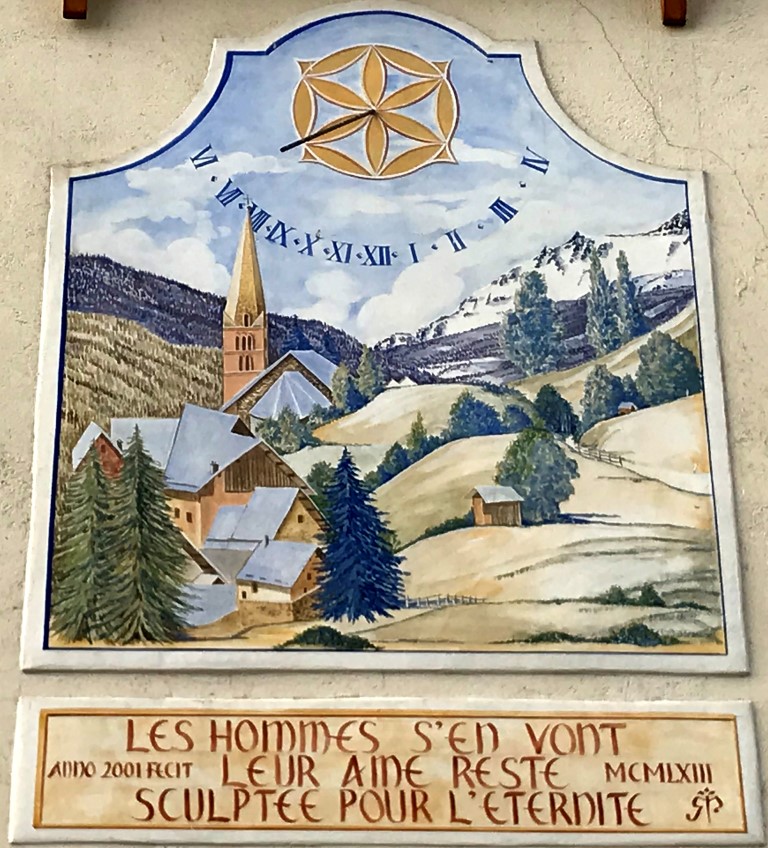 VI · VII · VIII · IX · X · XI · XII · I · II · III · IV
LES HOMMES S'EN VONT
ANNO 2001 FECIT LEUR AME RESTE MCMLXIII
SCULPTEE POUR L'ETERNITE